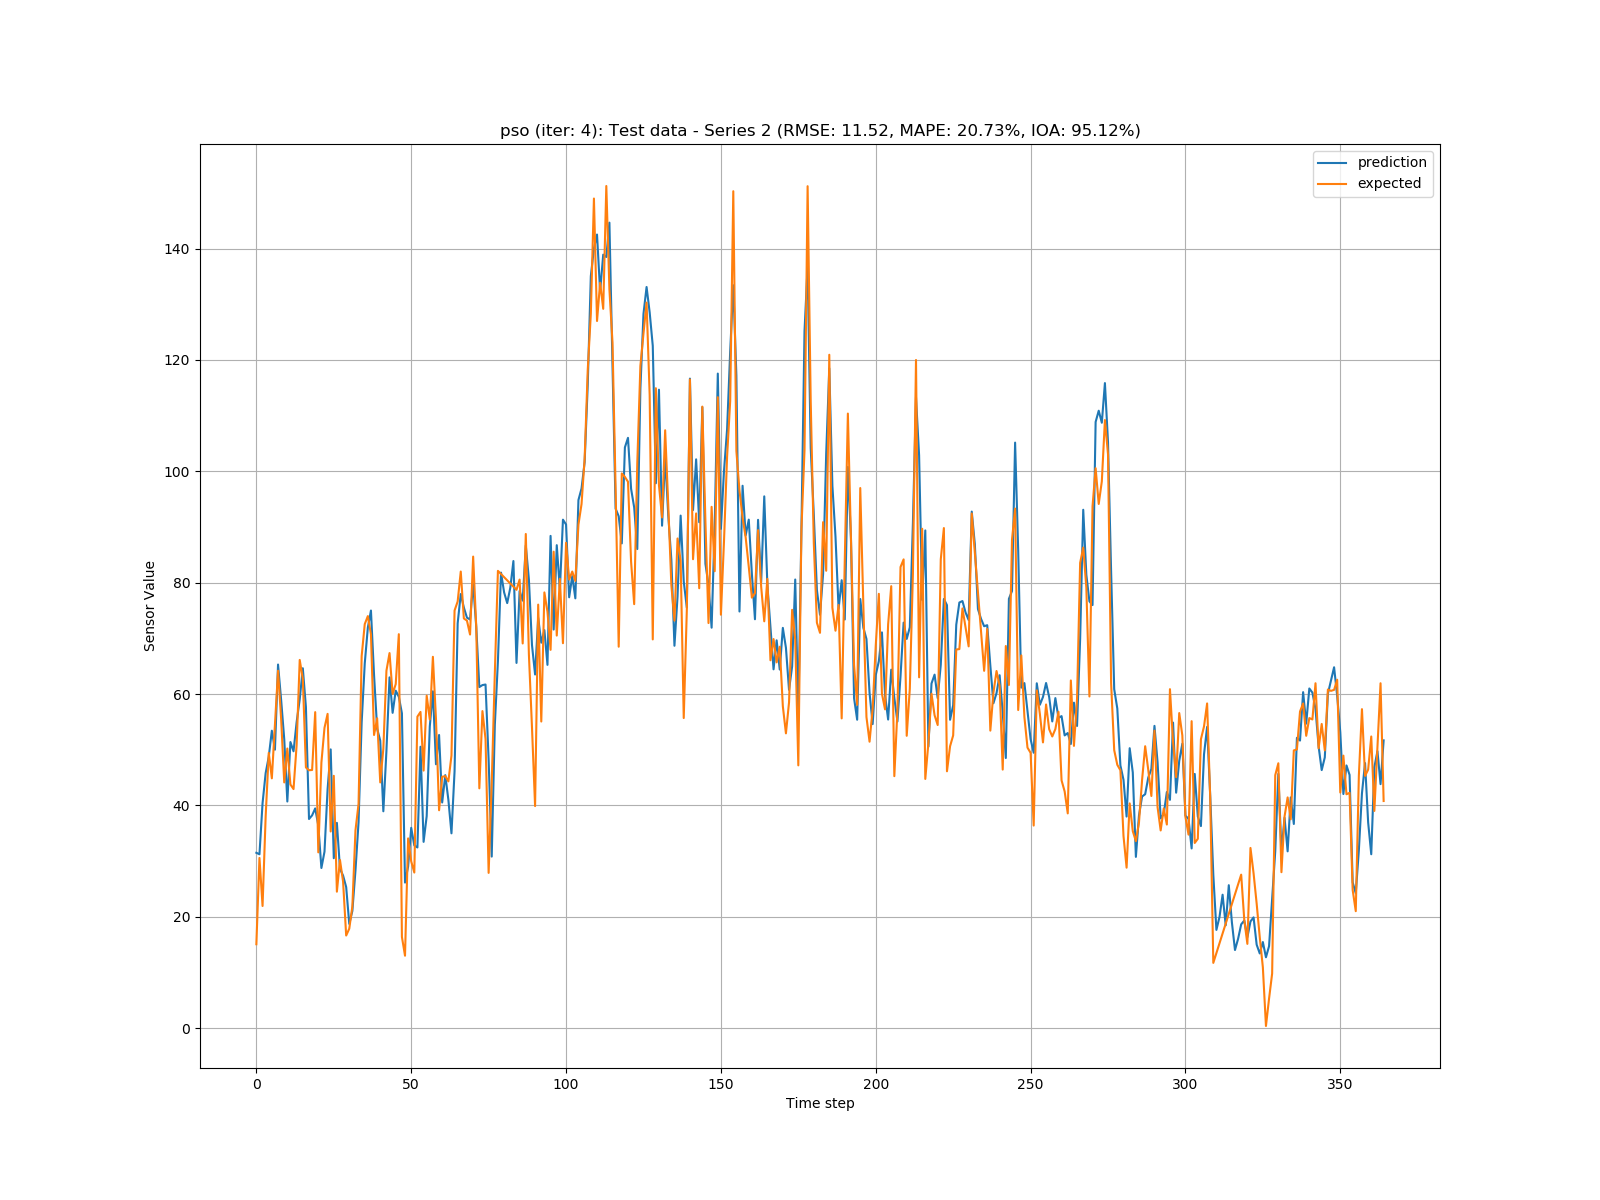 pso (iter: 4): Test data - Series 2 (RMSE: 11.52, MAPE: 20.73%, IOA: 95.12%)
prediction
expected
140
120
100
80
60
40
20
0
Sensor Value
0 50 100 150 200 250 300 350
Time step